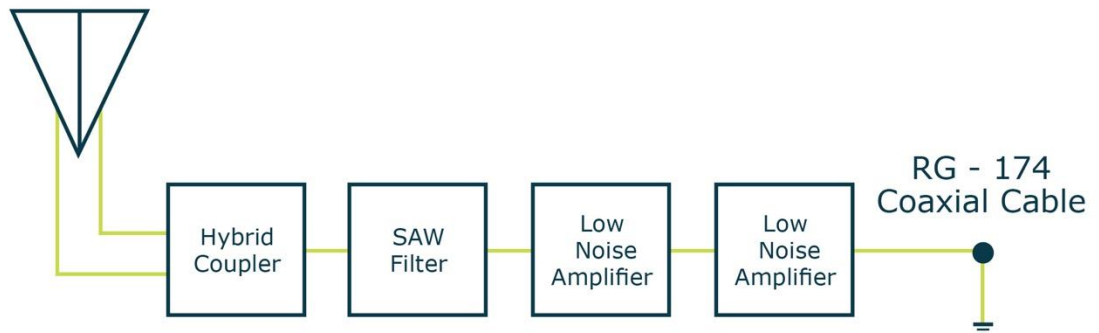 RG - 174
Coaxial Cable
Hybrid
Coupler
SAW
Filter
Low
Noise
Amplifier
Low
Noise
Amplifier